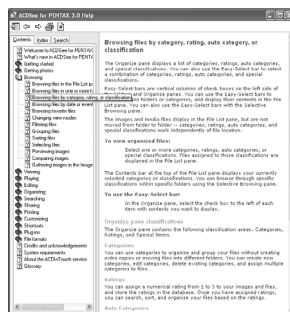 ACDSee for PENTAX 3.0 Help
Contents Index Search
Welcome to ACDSee for PENTAX
What's new in ACDSee for PENTAX
Getting started
Getting photos
Browsing
Browsing files in the File List p
Browsing files in one or more fo
Browsing files by category, rating, or classification
Browsing files by date or event
Browsing favorite files
Changing view modes
Filtering files
Grouping files
Sorting files
Selecting files
Previewing images
Comparing images
Gathering images in the Imag
Viewing
Playing
Editing
Organizing
Searching
Sharing
Printing
Customizing
Shortcuts
Plug-ins
File formats
Credits and acknowledgements
System requirements
About the ACDInTouch service
Glossary
Browsing files by category, rating, auto category, or
classification
The Organize pane displays a list of categories, ratings, auto categories,
and special classifications. You can also use the Easy-Select bar to select
a combination of categories, ratings, auto categories, and special
classifications.
Easy-Select bars are vertical columns of check boxes on the left side of
the Folders and Organize panes. You can use the Easy-Select bars to
folders or categories, and display their contents in the File
List pane. You can also use the Easy-Select bar with the Selective
Browsing pane.
The images and media files display in the File List pane, but are not
moved from folder to folder -- categories, ratings, auto categories, and
special classifications work independently of file location.
To view organized files:
Select one or more categories, ratings, auto categories, or
special classifications. Files assigned to those classifications are
displayed in the File List pane.
The Contents bar at the top of the File List pane displays your currently
selected categories or classifications. You can browse through specific
classifications within specific folders using the Selective Browsing pane.
To use the Easy-Select bar:
In the Organize pane, select the check box to the left of each
item with contents you want to display.
Organize pane classifications
The Organize pane contains the following classification areas: Categories,
Ratings, and Special Items.
Categories
You can use categories to organize and group your files without creating
extra copies or moving files into different folders. You can create new
categories, edit categories, delete existing categories, and assign multiple
categories to files.
Ratings
You can assign a numerical rating from 1 to 5 to your images and files,
and store the ratings in the database. Once you have assigned ratings,
you can search, sort, and organize your files based on the ratings.
Auto Categories